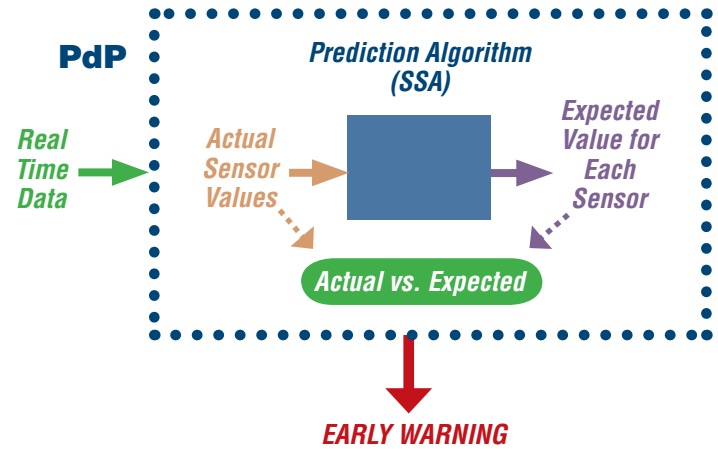 PdP
Prediction Algorithm
(SSA)
Real
Time
Data
Actual
Sensor
Values
Expected
Value for
Each
Sensor
Actual vs. Expected
EARLY WARNING